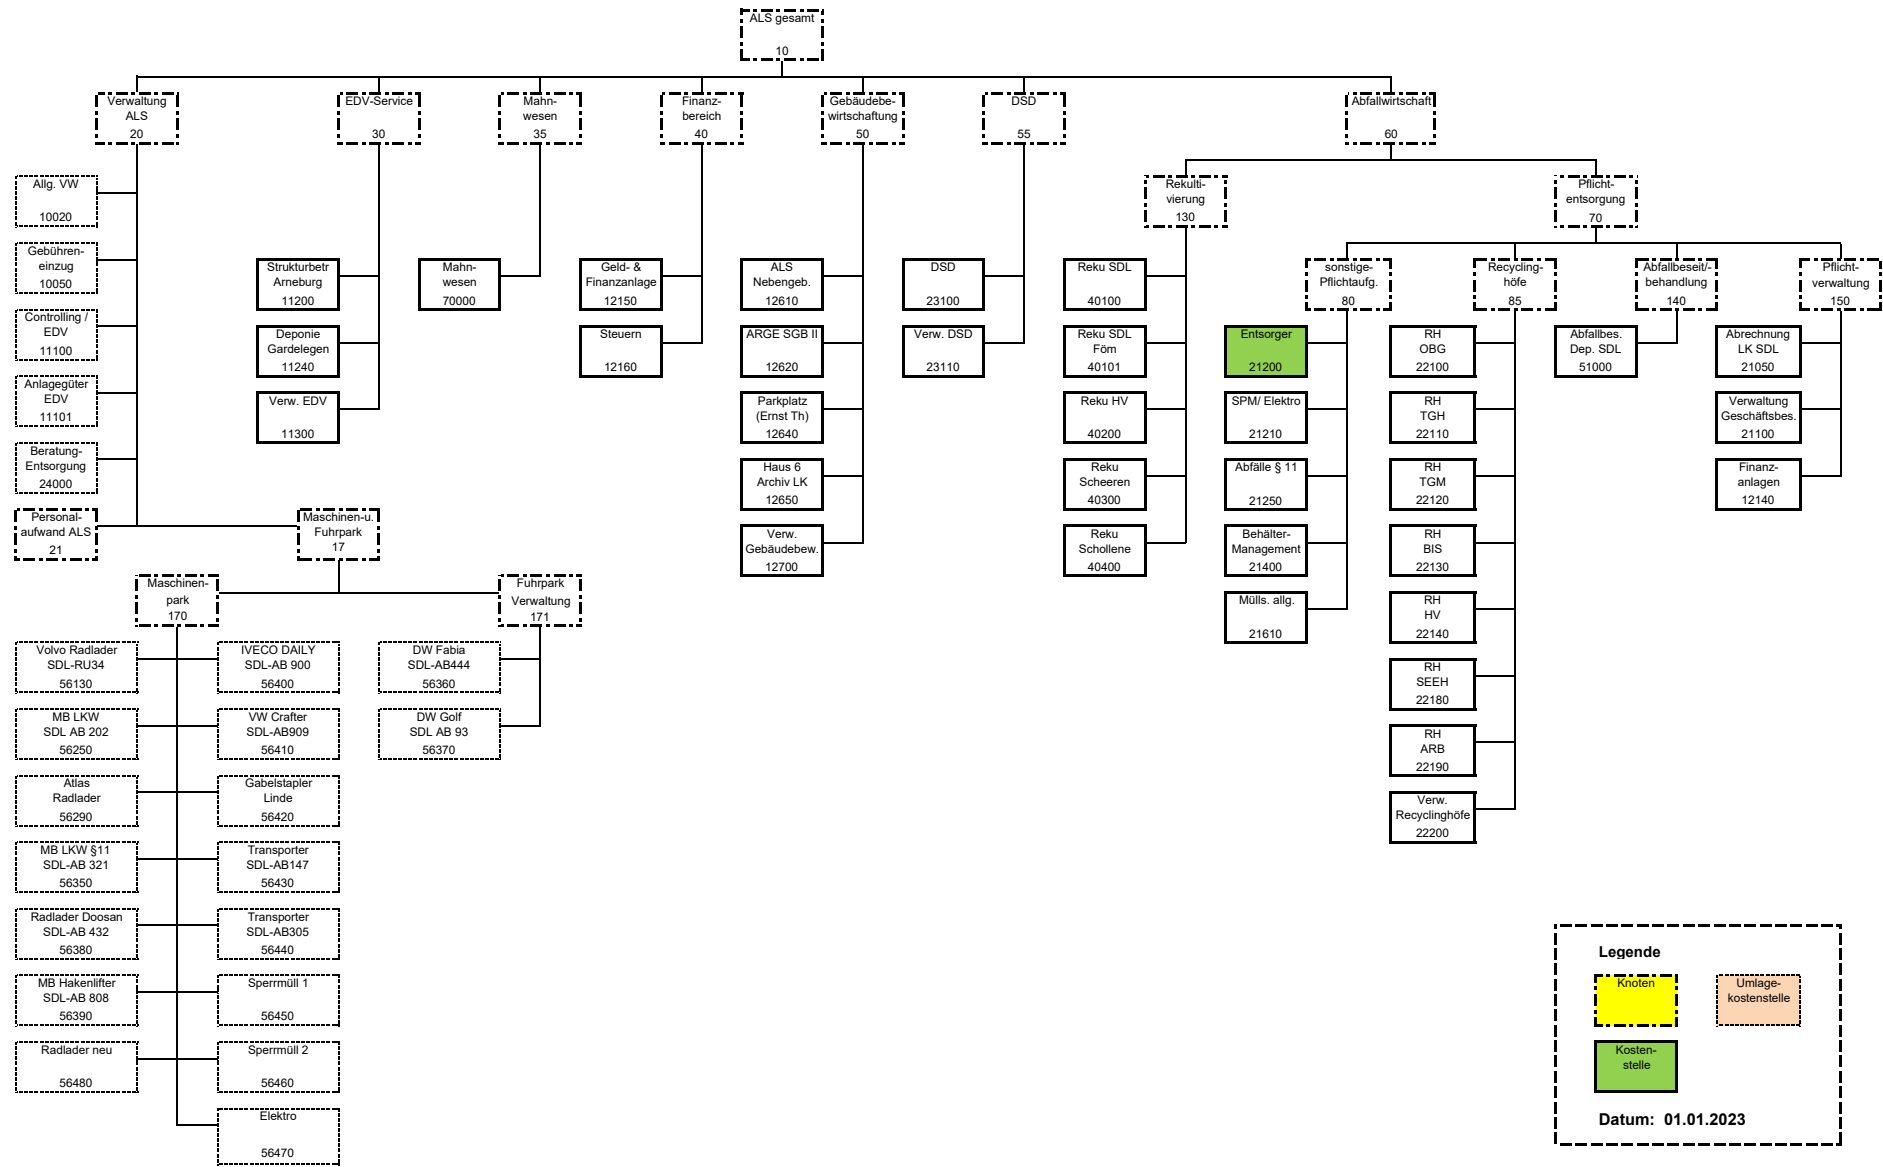 ALS gesamt
10
Verwaltung
ALS
20
EDV-Service
30
Mahn-
wesen
35
Finanz-
bereich
40
Gebäudebe-
wirtschaftung
50
DSD
55
Abfallwirtschaft
60
Allg. VW
10020
Gebühren-
einzug
10050
Controlling /
EDV
11100
Anlagegüter
EDV
11101
Beratung-
Entsorgung
24000
Personal-
aufwand ALS
21
Maschinen-u.
Fuhrpark
17
Strukturbetr
Arneburg
11200
Deponie
Gardelegen
11240
Verw. EDV
11300
Mahn-
wesen
70000
Geld- &
Finanzanlage
12150
Steuern
12160
ALS
Nebengeb.
12610
ARGE SGB II
12620
Parkplatz
(Ernst Th)
12640
Haus 6
Archiv LK
12650
Verw.
Gebäudebew.
12700
DSD
23100
Verw. DSD
23110
Rekulti-
vierung
130
Pflicht-
entsorgung
70
Reku SDL
40100
Reku SDL
Föm
40101
Reku HV
40200
Reku
Scheeren
40300
Reku
Schollene
40400
sonstige-
Pflichtaufg.
80
Recycling-
höfe
85
Abfallbeseit/-
behandlung
140
Pflicht-
verwaltung
150
Entsorger
21200
SPM/ Elektro
21210
Abfälle § 11
21250
Behälter-
Management
21400
Mülls. allg.
21610
RH
OBG
22100
RH
TGH
22110
RH
TGM
22120
RH
BIS
22130
RH
HV
22140
RH
SEEH
22180
RH
ARB
22190
Verw.
Recyclinghöfe
22200
Abfallbes.
Dep. SDL
51000
Abrechnung
LK SDL
21050
Verwaltung
Geschäftsbes.
21100
Finanz-
anlagen
12140
Maschinen-
park
170
Fuhrpark
Verwaltung
171
Volvo Radlader
SDL-RU34
56130
IVECO DAILY
SDL-AB 900
56400
DW Fabia
SDL-AB444
56360
MB LKW
SDL AB 202
56250
VW Crafter
SDL-AB909
56410
DW Golf
SDL AB 93
56370
Atlas
Radlader
56290
Gabelstapler
Linde
56420
MB LKW §11
SDL-AB 321
56350
Transporter
SDL-AB147
56430
Radlader Doosan
SDL-AB 432
56380
Transporter
SDL-AB305
56440
MB Hakenlifter
SDL-AB 808
56390
Sperrmüll 1
56450
Radlader neu
56480
Sperrmüll 2
56460
Elektro
56470
Legende
Knoten
Umlage-
kostenstelle
Kosten-
stelle
Datum: 01.01.2023